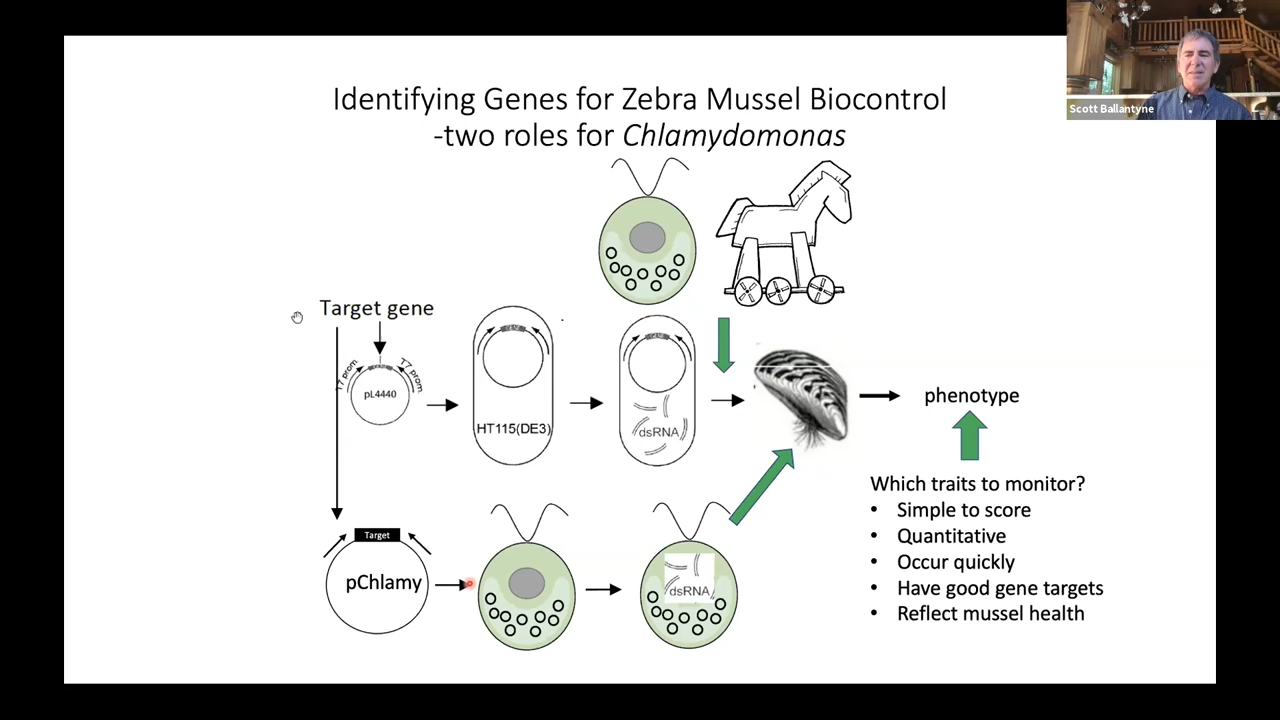 Scott Ballantyne
Identifying Genes for Zebra Mussel Biocontrol
-two roles for Chlamydomonas
Target gene
T7 prom
T7 prom
pL4440
HT115(DE3)
dsRNA
phenotype
Which traits to monitor?
• Simple to score
• Quantitative
• Occur quickly
• Have good gene targets
• Reflect mussel health
Target
pChlamy
dsRNA